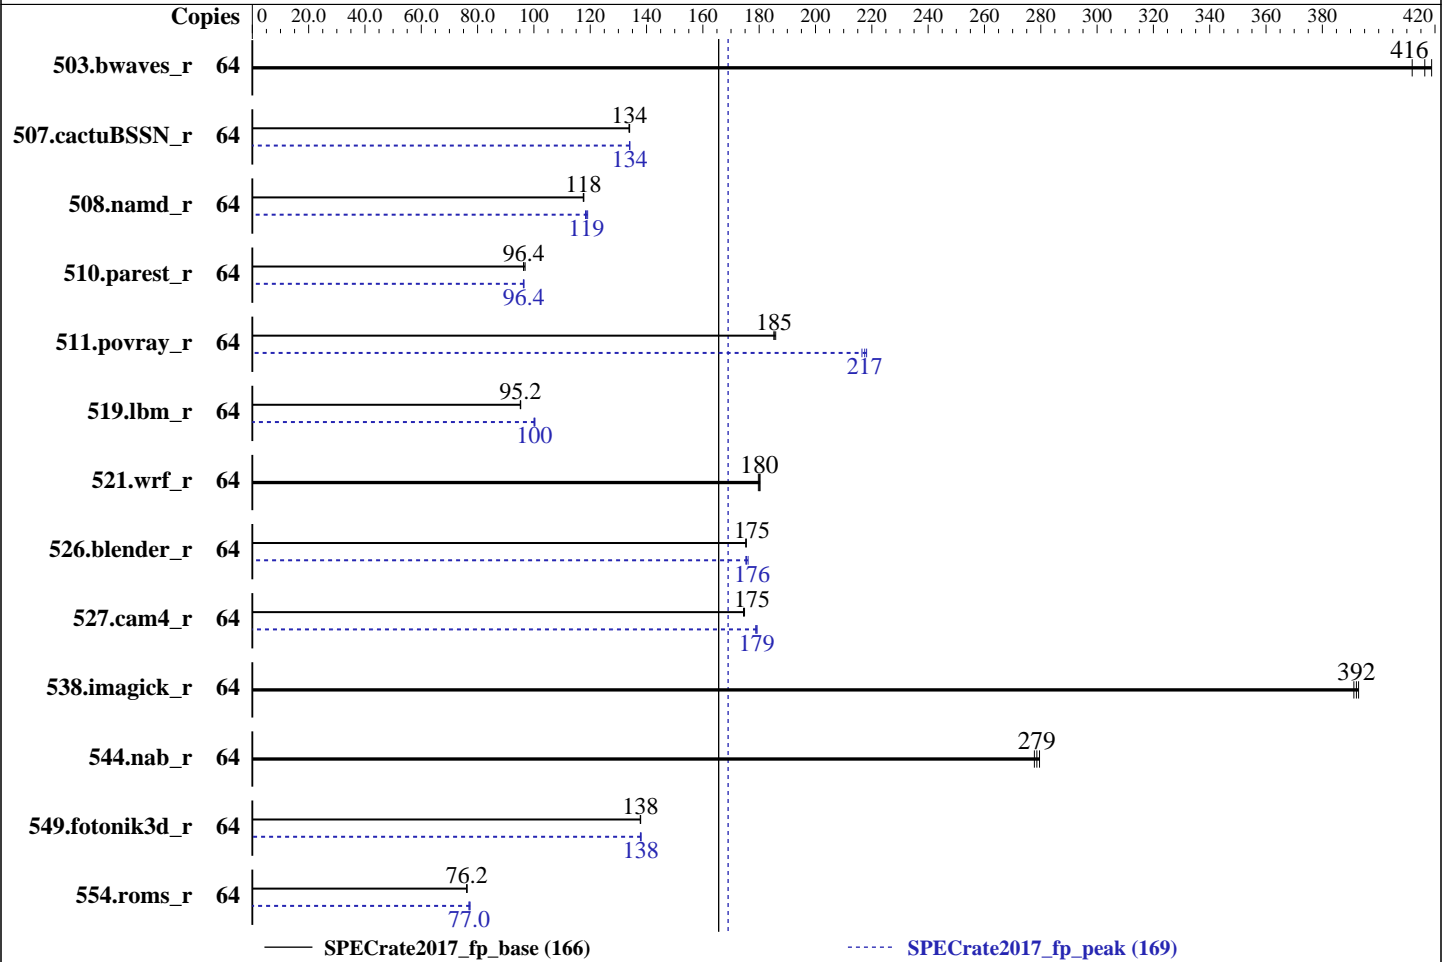 Copies 0 20.0 40.0 60.0 80.0 100 120 140 160 180 200 220 240 260 280 300 320 340 360 380 420
503.bwaves_r 64 416
507.cactuBSSN_r 64 134
134
508.namd_r 64 118
119
510.parest_r 64 96.4
96.4
511.povray_r 64 185
217
519.lbm_r 64 95.2
100
521.wrf_r 64 180
526.blender_r 64 175
176
527.cam4_r 64 175
179
538.imagick_r 64 392
544.nab_r 64 279
549.fotonik3d_r 64 138
138
554.roms_r 64 76.2
77.0
SPECrate2017_fp_base (166) SPECrate2017_fp_peak (169)